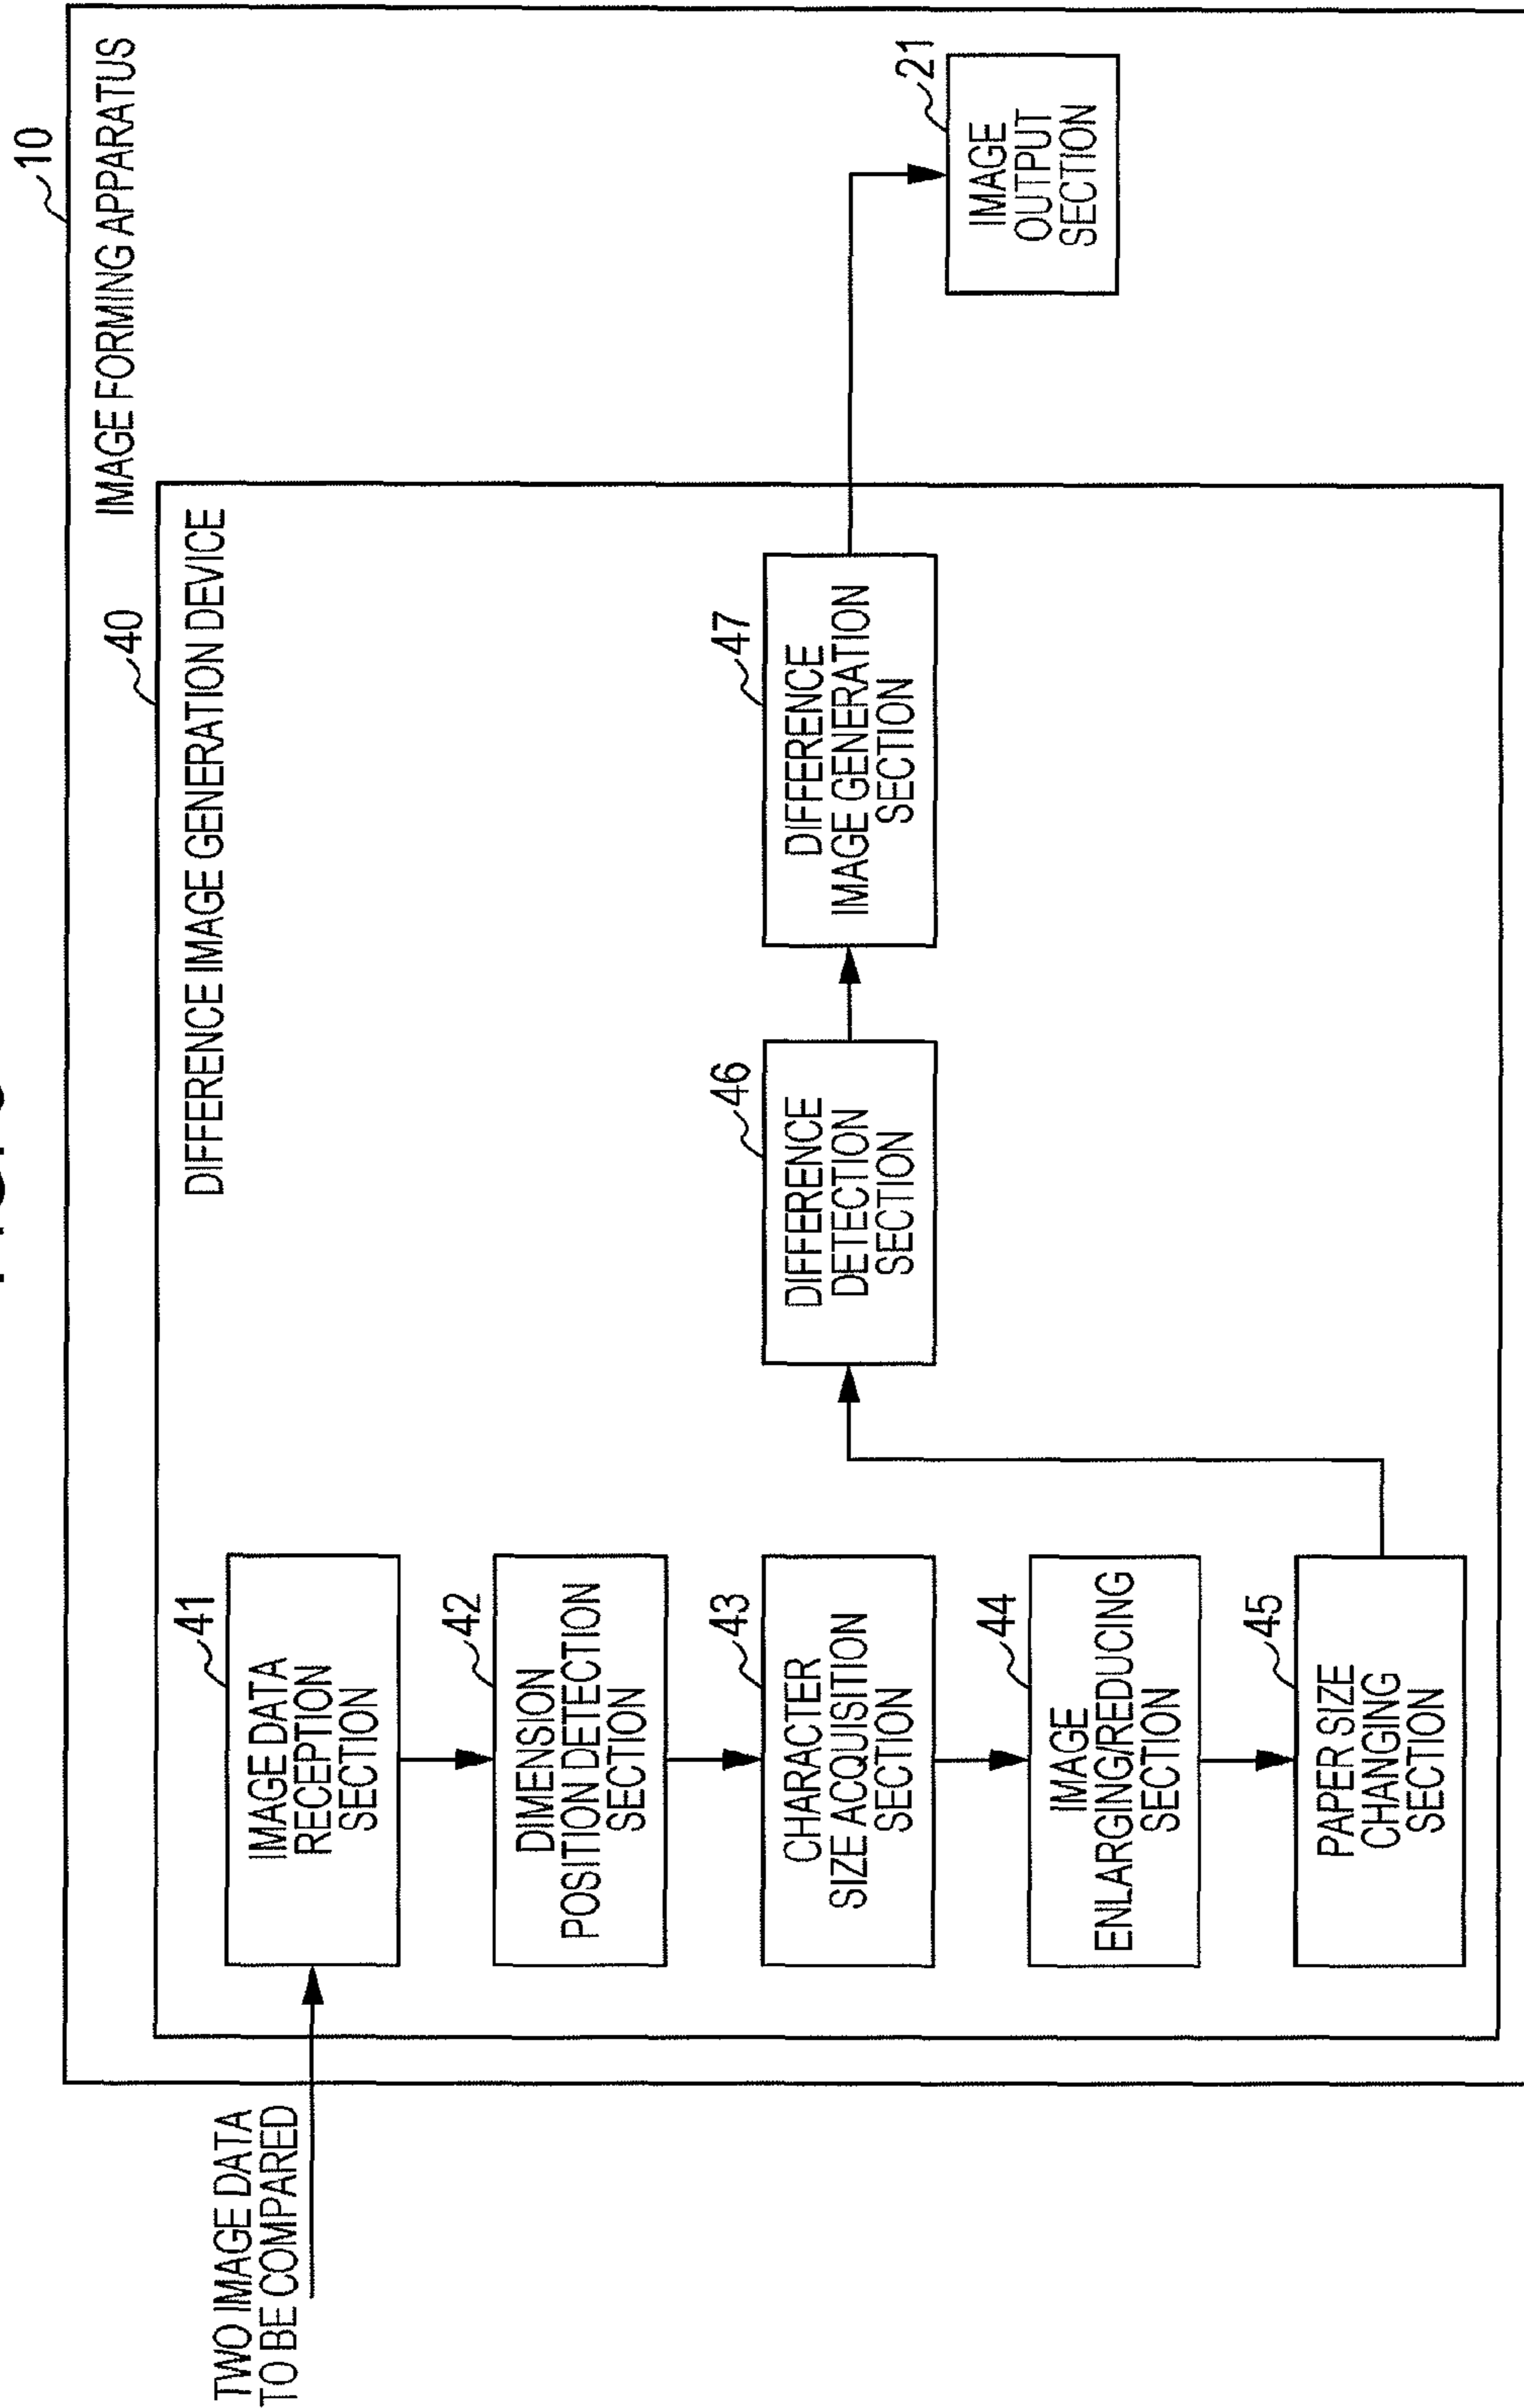 10
IMAGE FORMING APPARATUS
40
DIFFERENCE IMAGE GENERATION DEVICE
TWO IMAGE DATA
TO BE COMPARED
41
IMAGE DATA
RECEPTION
SECTION
42
DIMENSION
POSITION DETECTION
SECTION
43
CHARACTER
SIZE ACQUISITION
SECTION
44
IMAGE
ENLARGING/REDUCING
SECTION
45
PAPER SIZE
CHANGING
SECTION
46
DIFFERENCE
DETECTION
SECTION
47
DIFFERENCE
IMAGE GENERATION
SECTION
21
IMAGE
OUTPUT
SECTION